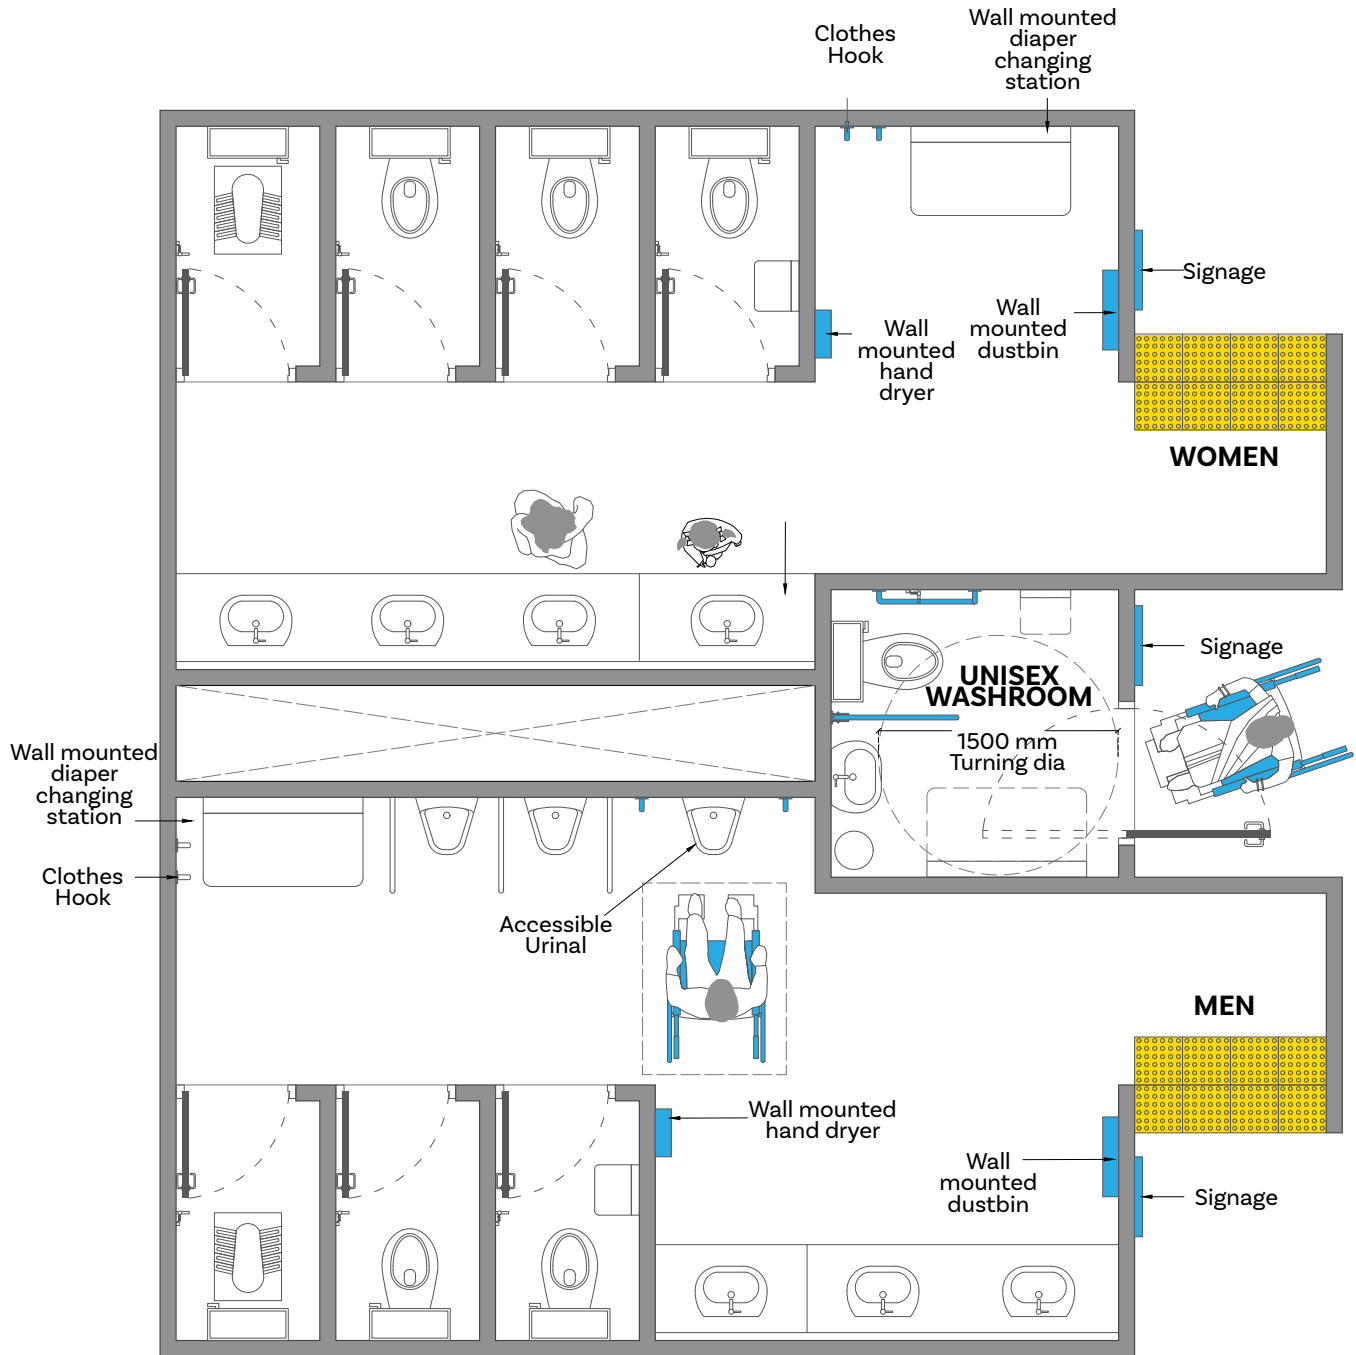 Clothes
Hook
Wall mounted
diaper
changing
station
Signage
Wall
mounted
dustbin
Wall
mounted
hand
dryer
WOMEN
Signage
UNISEX
WASHROOM
1500 mm
Turning dia
Wall mounted
diaper
changing
station
Clothes
Hook
Accessible
Urinal
MEN
Wall mounted
hand dryer
Wall
mounted
dustbin
Signage